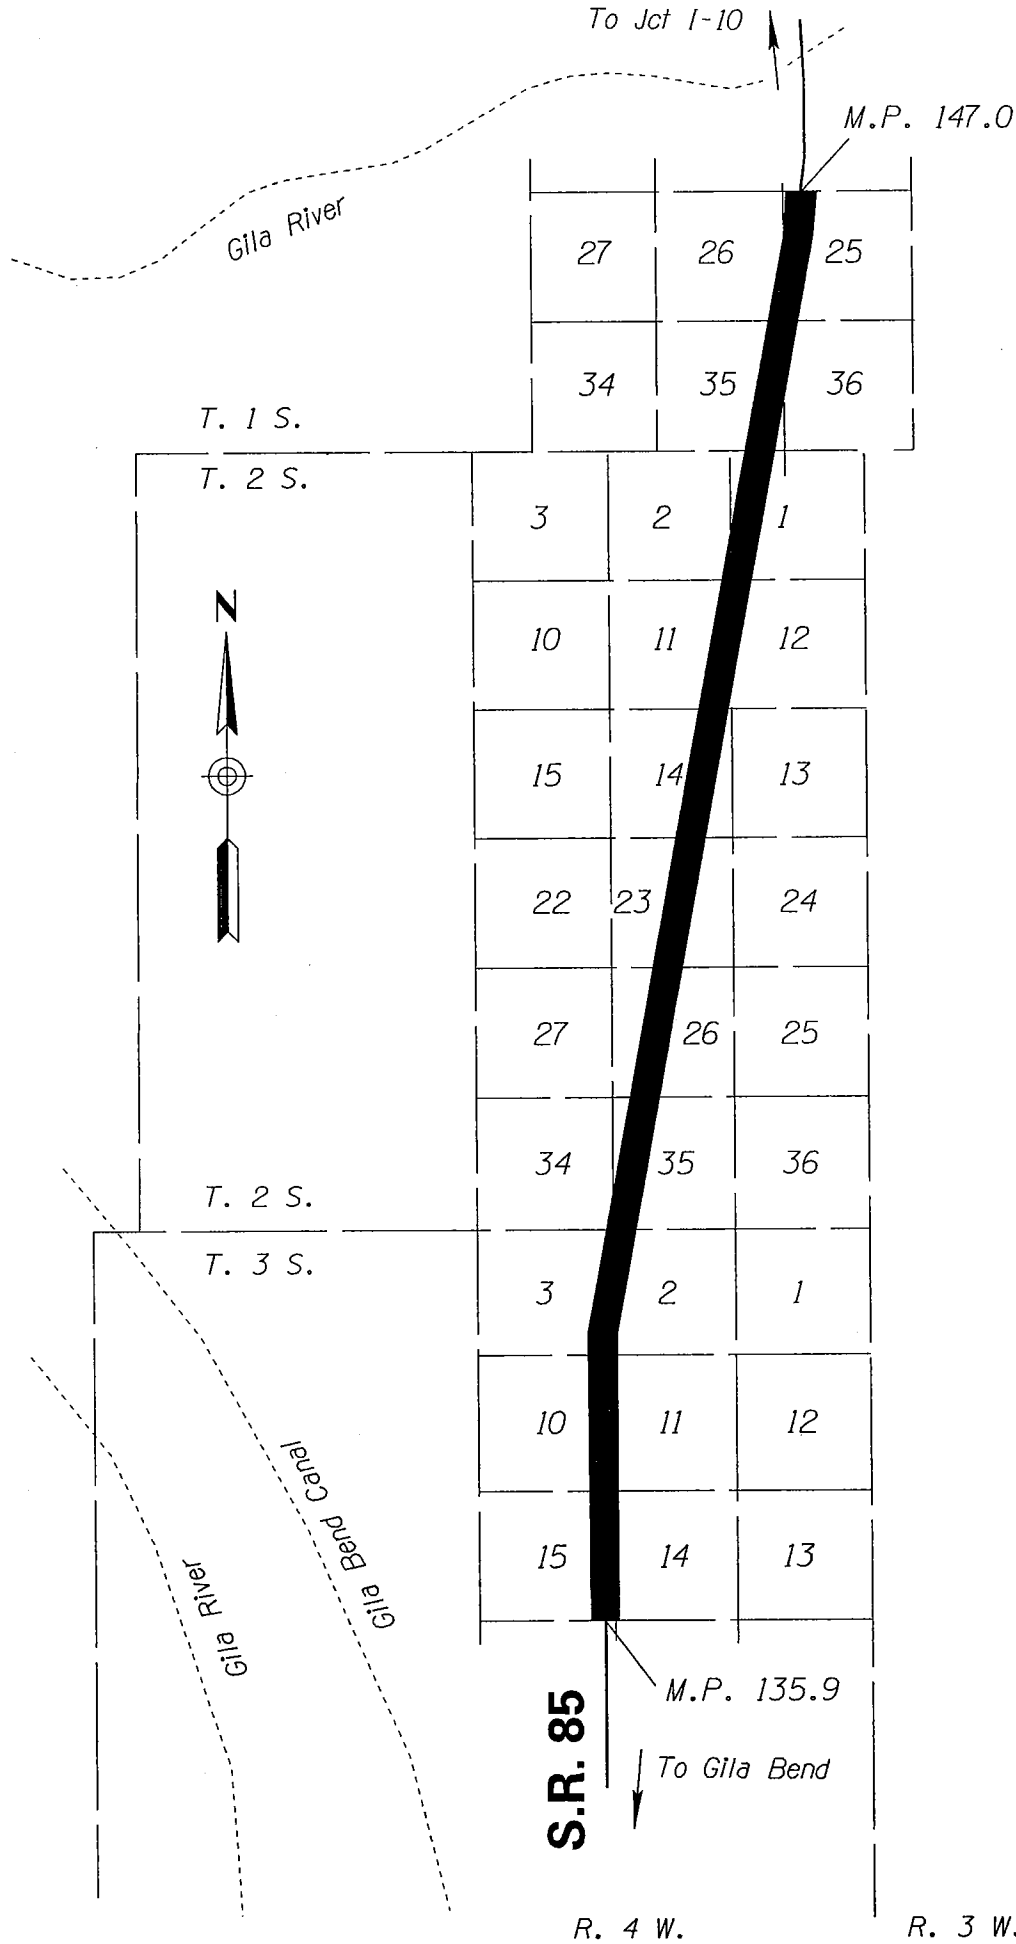 To Jct I-10
M.P. 147.0
Gila River
27 26 25
34 35 36
T. 1 S.
T. 2 S.
3 2 1
N
10 11 12
15 14 13
22 23 24
27 26 25
34 35 36
T. 2 S.
T. 3 S.
3 2 1
10 11 12
Gila Bend Canal
15 14 13
Gila River
M.P. 135.9
S.R. 85
To Gila Bend
R. 4 W. R. 3 W.